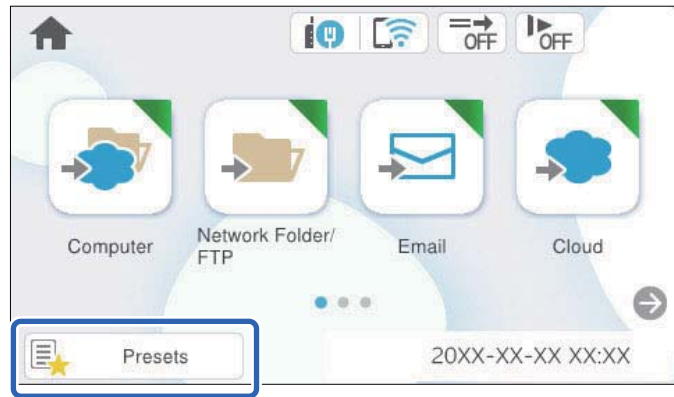 OFF
OFF
Computer
Network Folder/
FTP
Email
Cloud
Presets
20XX-XX-XX XX:XX